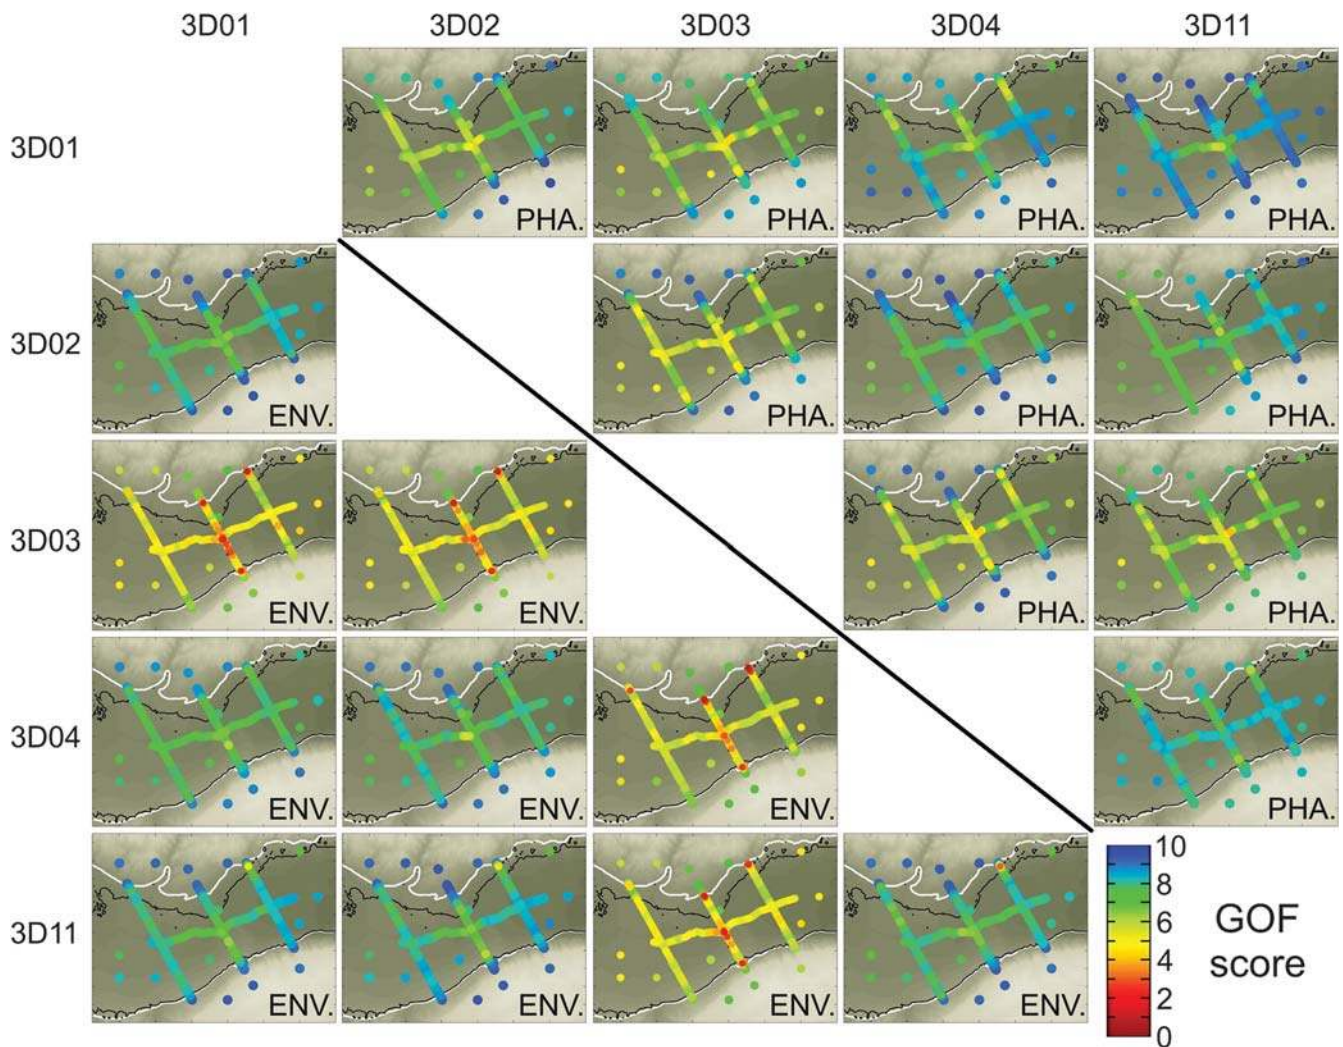 3D01 3D02 3D03 3D04 3D11
3D01
PHA. PHA. PHA. PHA.
3D02
ENV. PHA. PHA. PHA.
3D03
ENV. ENV. PHA. PHA.
3D04
ENV. ENV. ENV. PHA.
3D11
ENV. ENV. ENV. ENV.
10
8
6
4
2
0
GOF
score